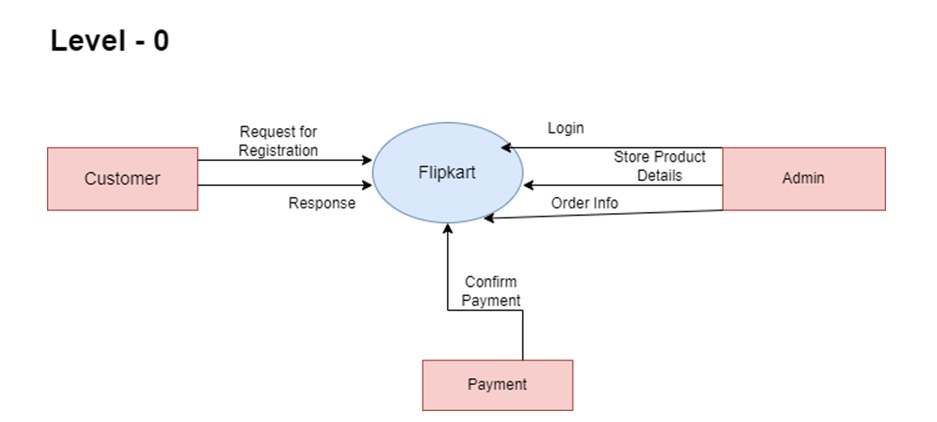 Level - 0
Request for
Registration
Customer
Response
Flipkart
Login
Store Product
Details
Order Info
Admin
Confirm
Payment
Payment